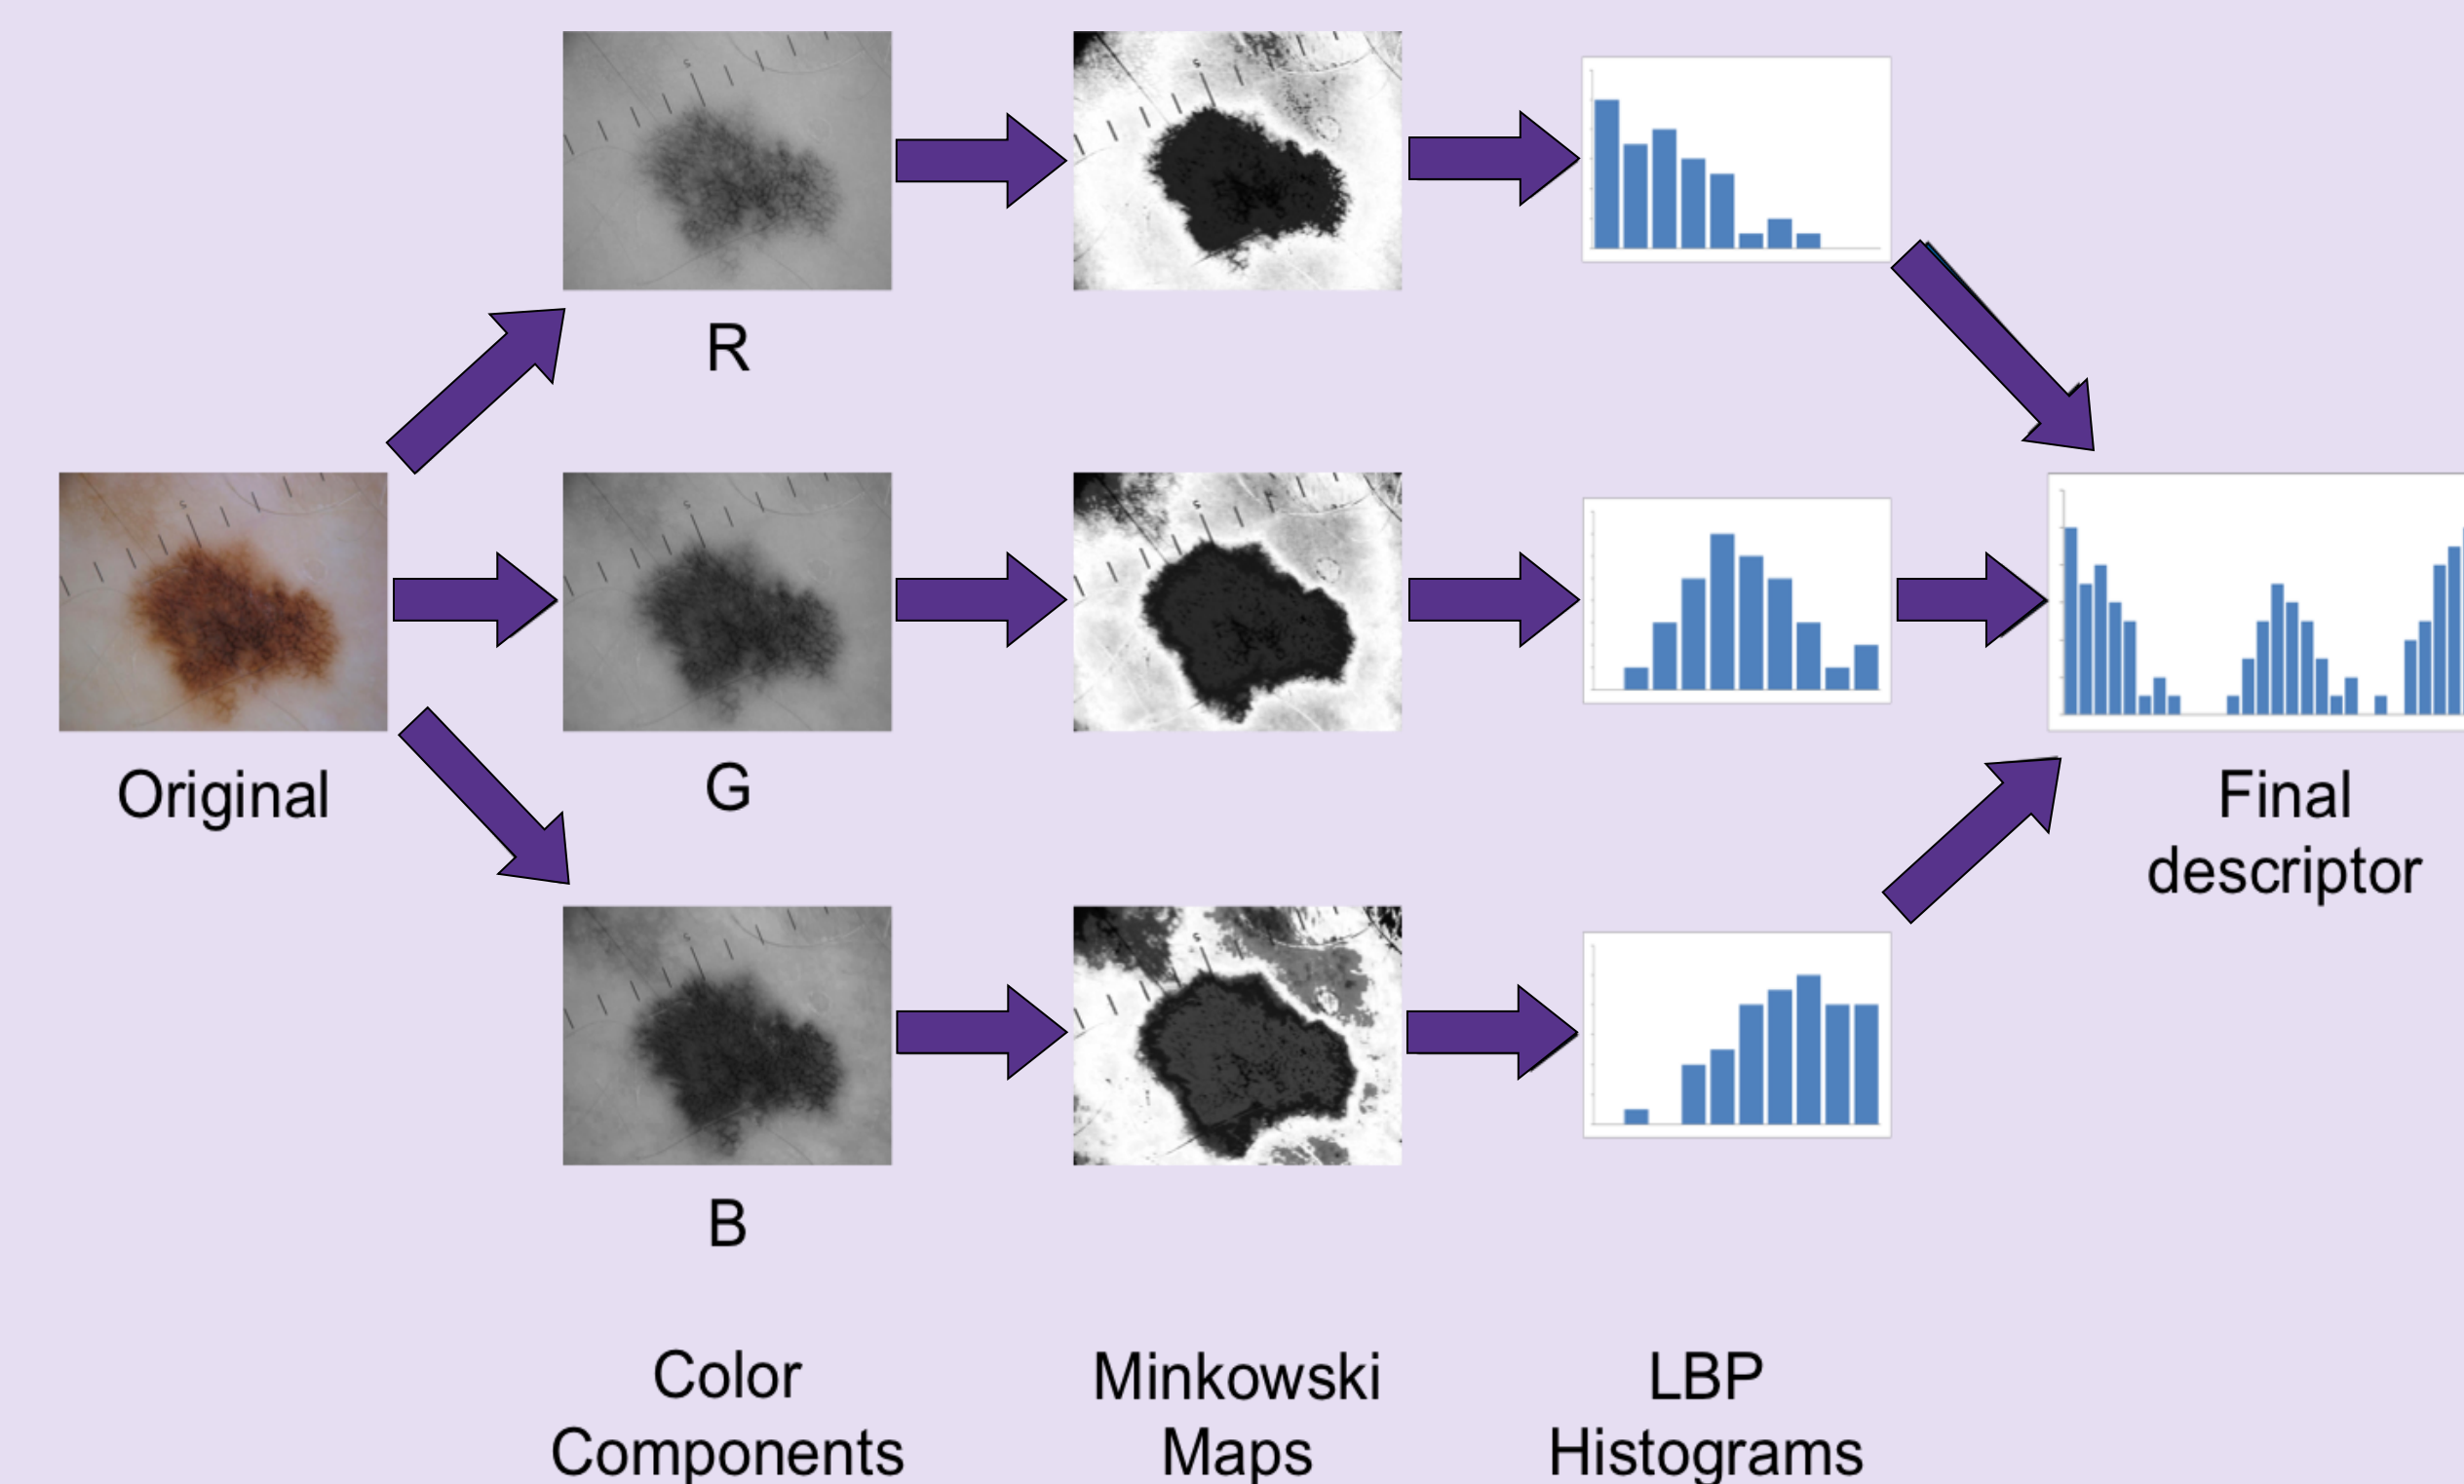 R
Original
G
Final
descriptor
B
Color
Components
Minkowski
Maps
LBP
Histograms